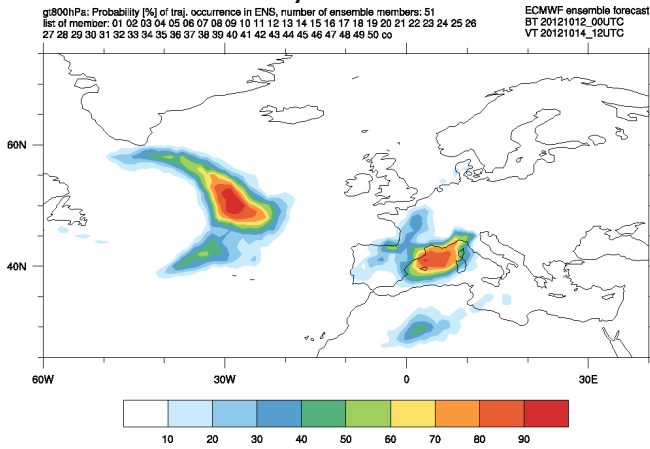 gt800hPa: Probability [%] of traj. occurrence in ENS, number of ensemble members: 51
list of member: 01 02 03 04 05 06 07 08 09 10 11 12 13 14 15 16 17 18 19 20 21 22 23 24 25 26
27 28 29 30 31 32 33 34 35 36 37 38 39 40 41 42 43 44 45 46 47 48 49 50 co
ECMWF ensemble forecast
BT 20121012_00UTC
VT 20121014_12UTC
60N
40N
60W 30W 0 30E
10 20 30 40 50 60 70 80 90